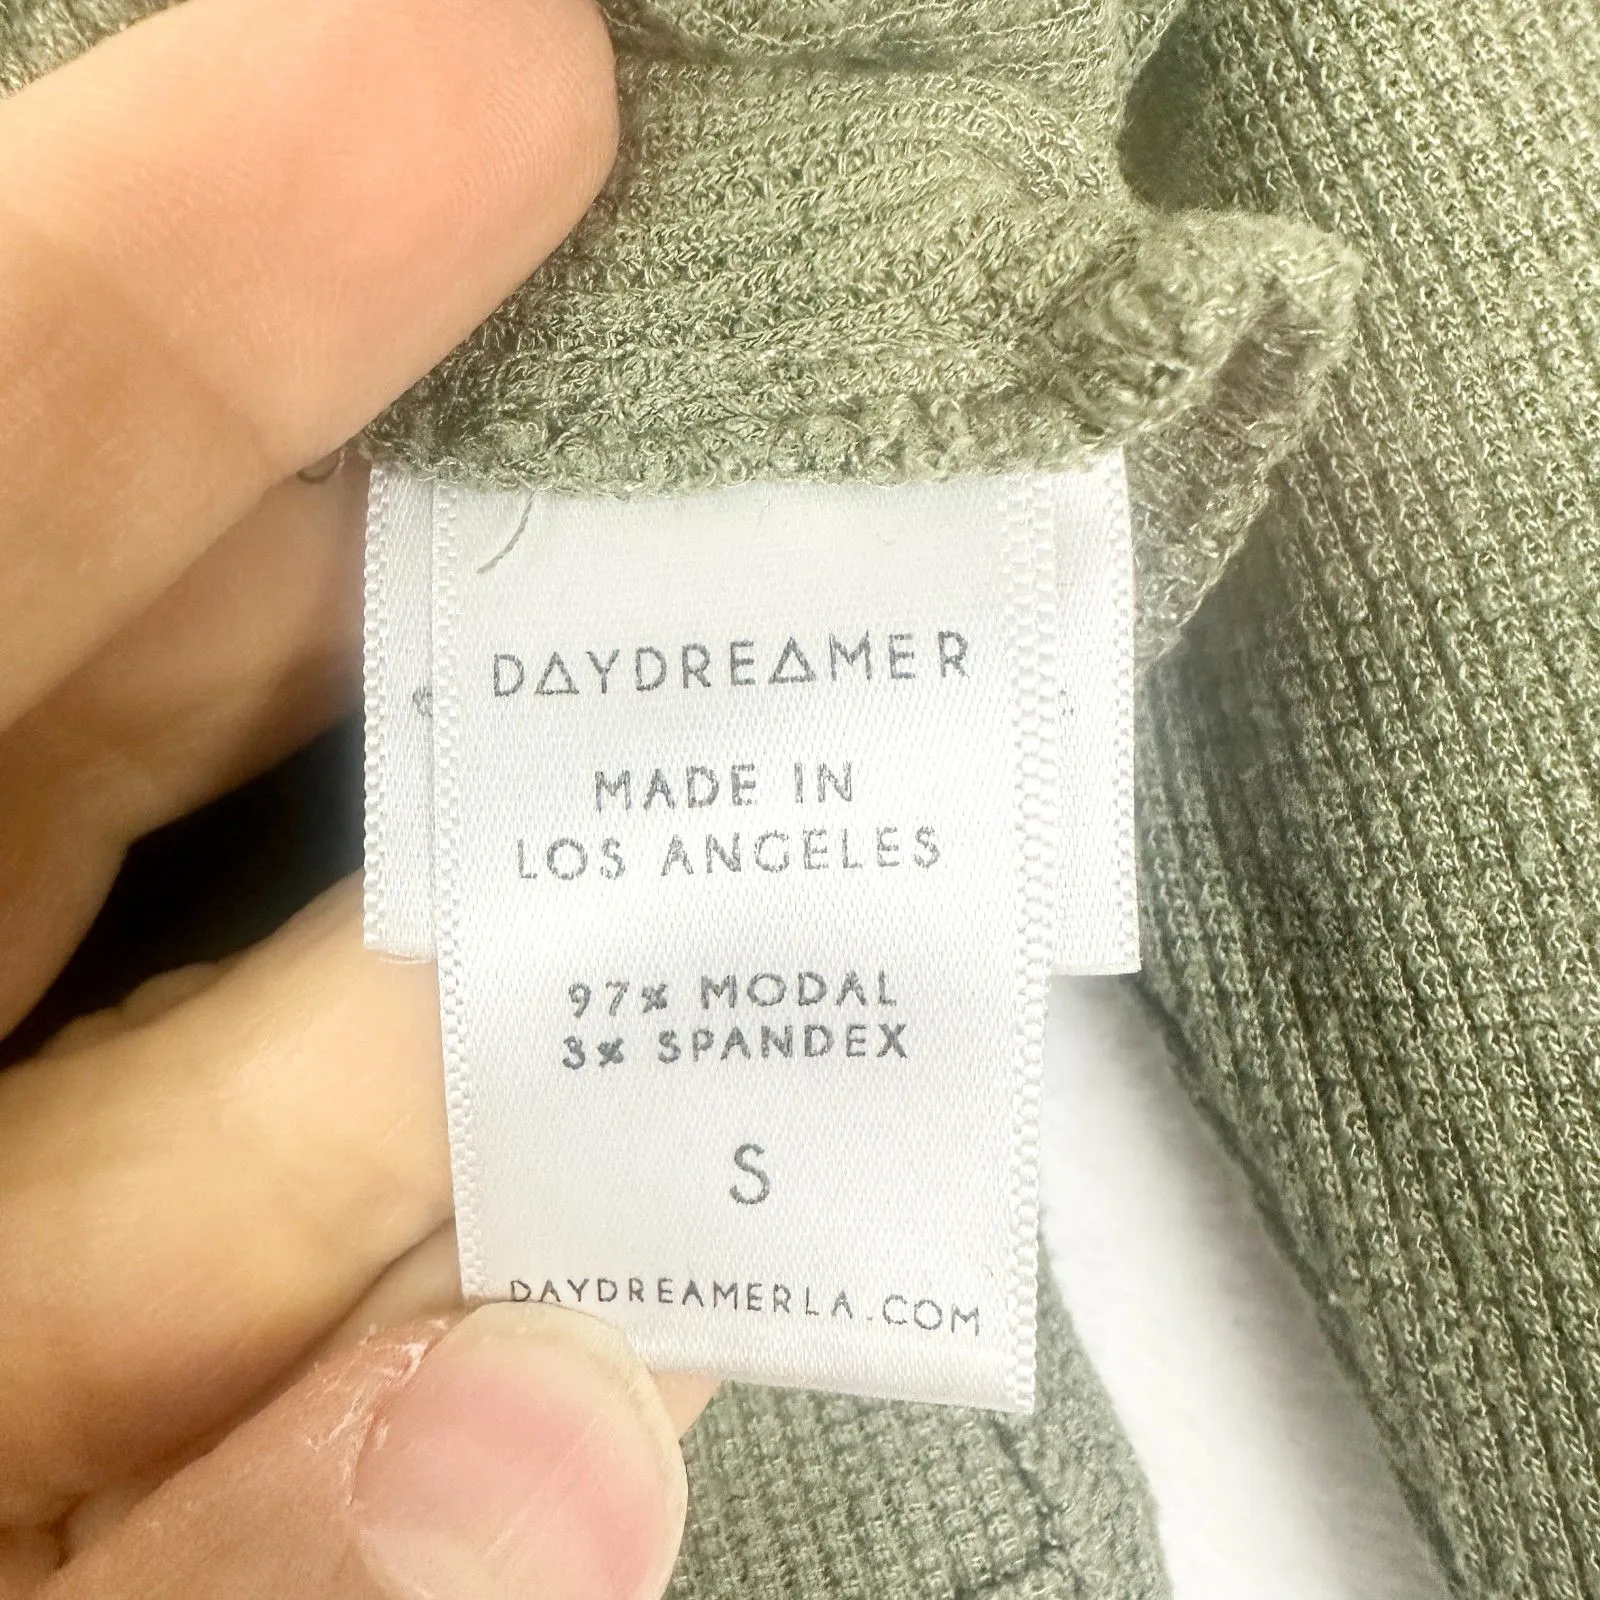 DAYDREAMER
MADE IN
LOS ANGELES
97% MODAL
3% SPANDEX
S
DAYDREAMERLA.COM